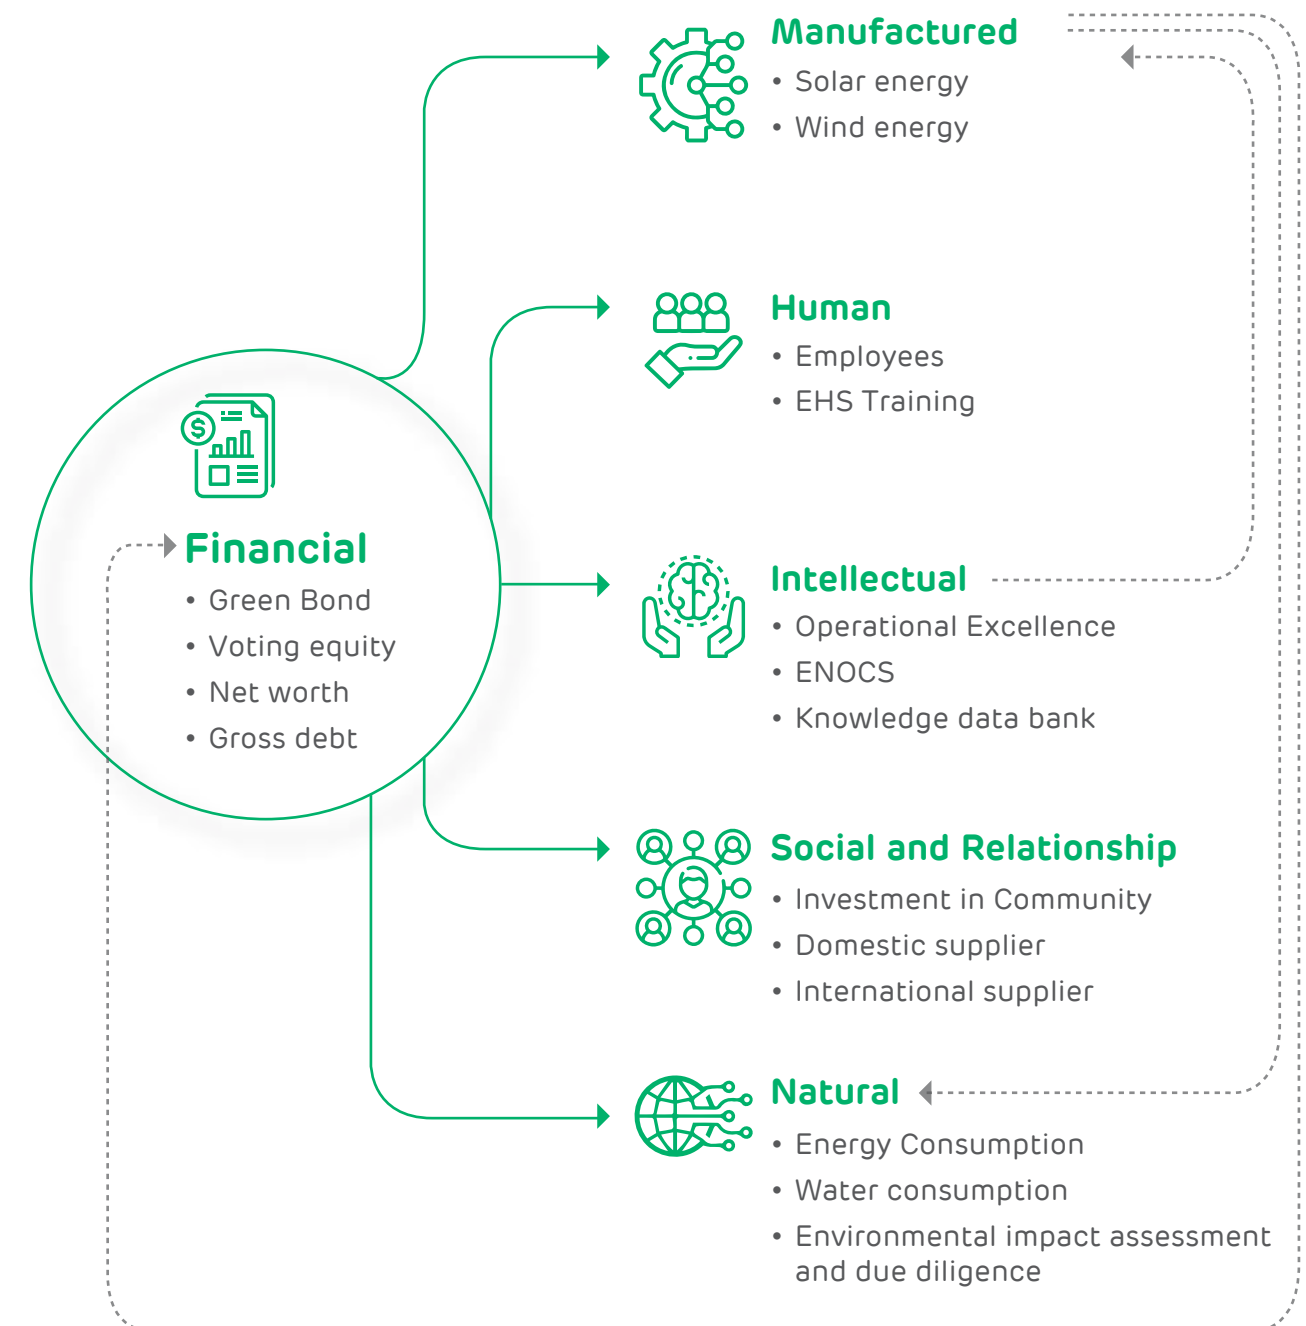 Manufactured
• Solar energy
• Wind energy
Human
• Employees
• EHS Training
$
Financial
• Green Bond
• Voting equity
• Net worth
• Gross debt
Intellectual
• Operational Excellence
• ENOCS
• Knowledge data bank
Social and Relationship
• Investment in Community
• Domestic supplier
• International supplier
Natural
• Energy Consumption
• Water consumption
• Environmental impact assessment
and due diligence